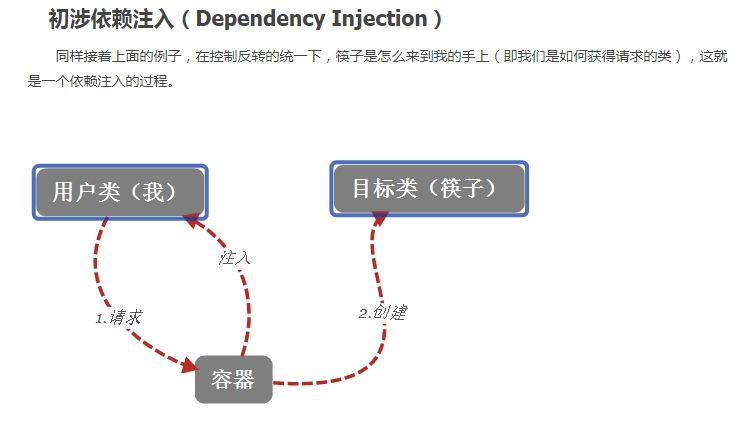 初涉依赖注入（Dependency Injection）
同样接着上面的例子，在控制反转的统一下，筷子是怎么来到我的手上（即我们是如何获得请求的类），这就
是一个依赖注入的过程。
用户类（我）
目标类（筷子）
注入
1.请求
2.创建
容器